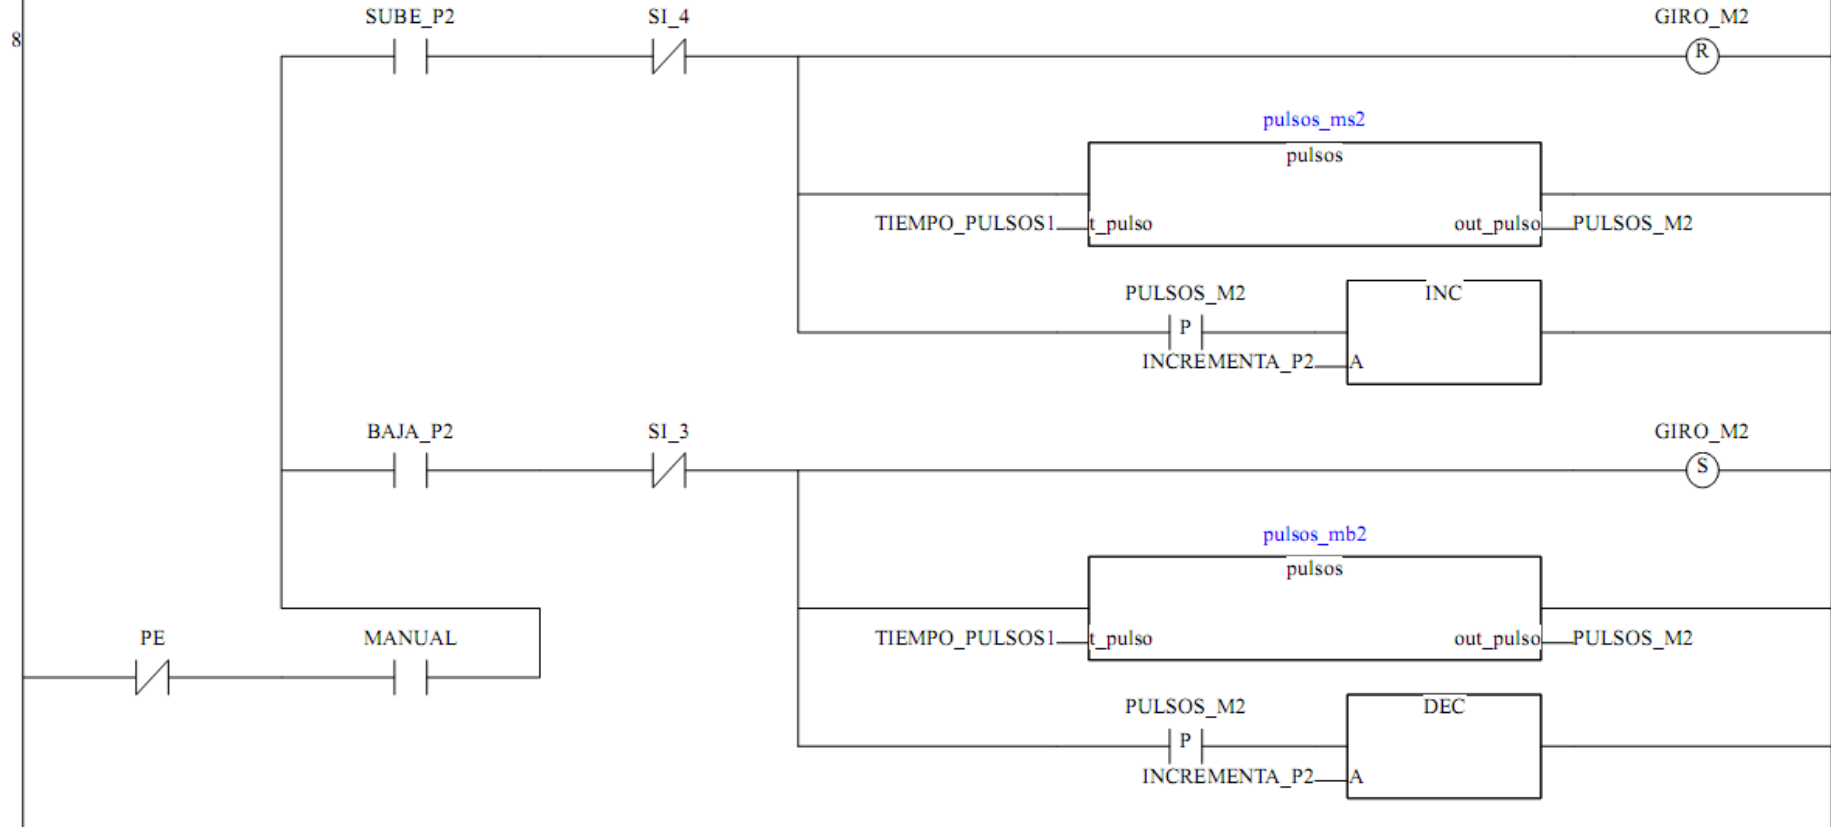 SUBE_P2
SI_4
GIRO_M2
8
R
pulsos_ms2
pulsos
TIEMPO_PULSOS1
t_pulso
out_pulso
PULSOS_M2
PULSOS_M2
INC
P
INCREMENTA_P2
A
BAJA_P2
SI_3
GIRO_M2
S
pulsos_mb2
pulsos
PE
MANUAL
TIEMPO_PULSOS1
t_pulso
out_pulso
PULSOS_M2
PULSOS_M2
DEC
P
INCREMENTA_P2
A